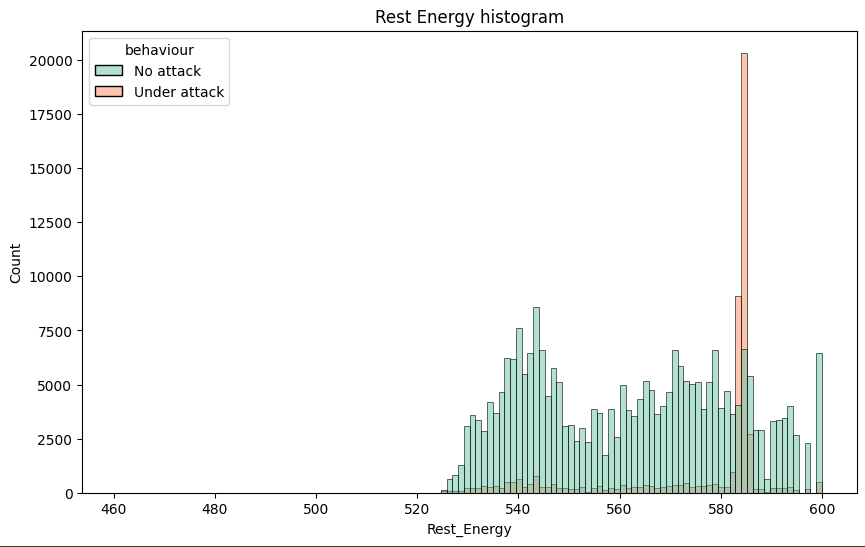 Rest Energy histogram
behaviour
No attack
Under attack
20000
17500
15000
12500
10000
7500
5000
2500
0
Count
460
480
500
520
540
560
580
600
Rest_Energy